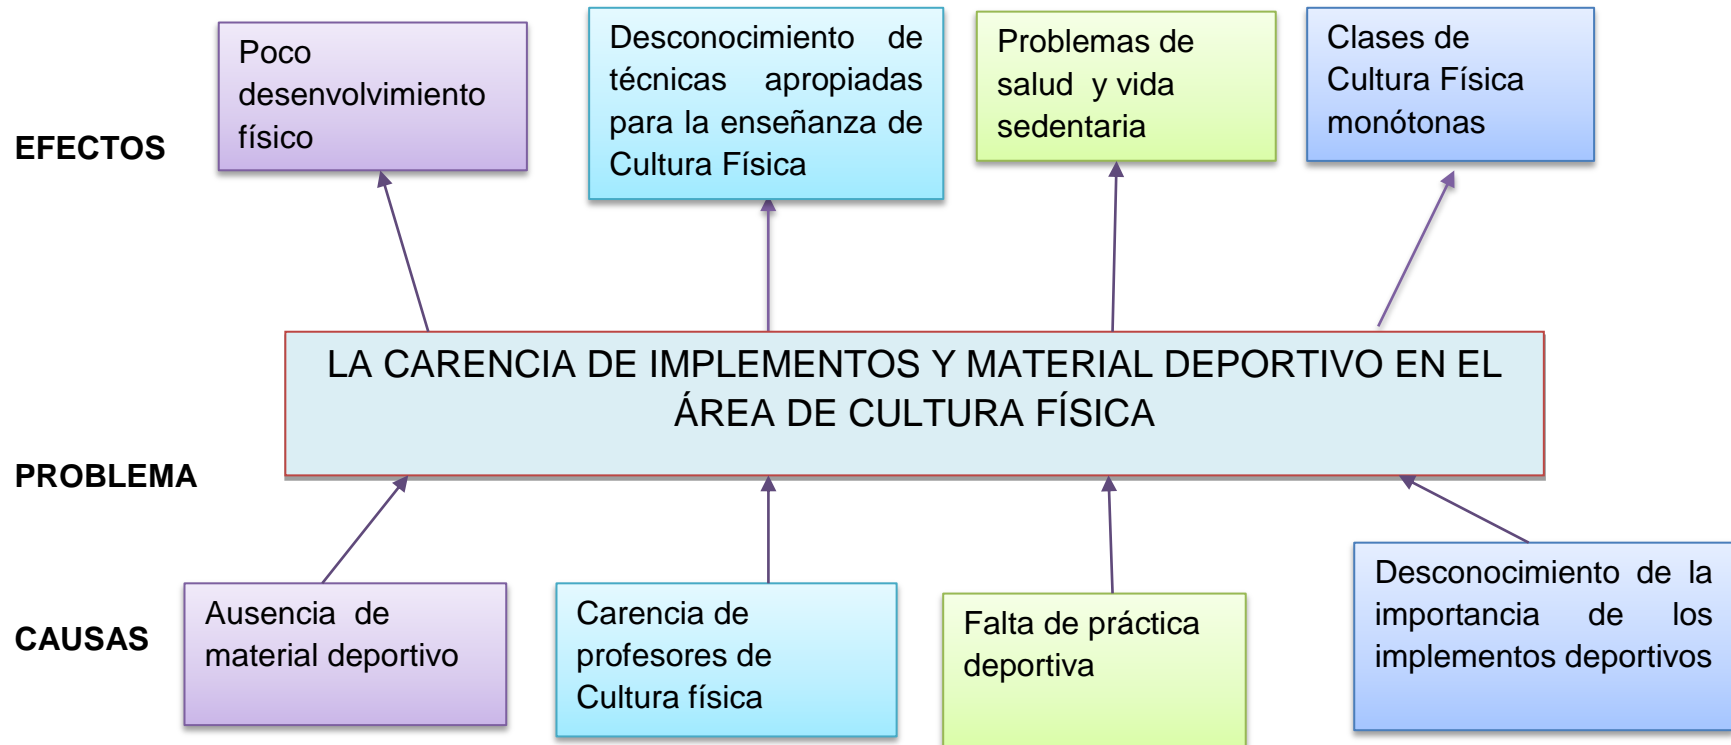 Poco
desenvolvimiento
físico
Desconocimiento de
técnicas apropiadas
para la enseñanza de
Cultura Física
Problemas de
salud y vida
sedentaria
Clases de
Cultura Física
monótonas
EFECTOS
LA CARENCIA DE IMPLEMENTOS Y MATERIAL DEPORTIVO EN EL
ÁREA DE CULTURA FÍSICA
PROBLEMA
CAUSAS
Ausencia de
material deportivo
Carencia de
profesores de
Cultura física
Falta de práctica
deportiva
Desconocimiento de la
importancia de los
implementos deportivos